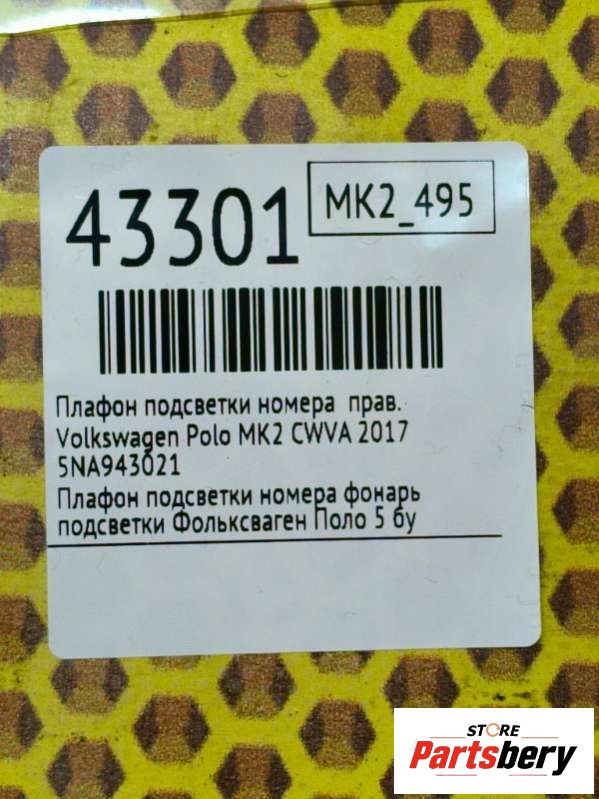 43301
MK2_495
Плафон подсветки номера прав.
Volkswagen Polo MK2 CWVA 2017
5NA943021
Плафон подсветки номера фонарь
подсветки Фольксваген Поло 5 бу
STORE
Partsbery